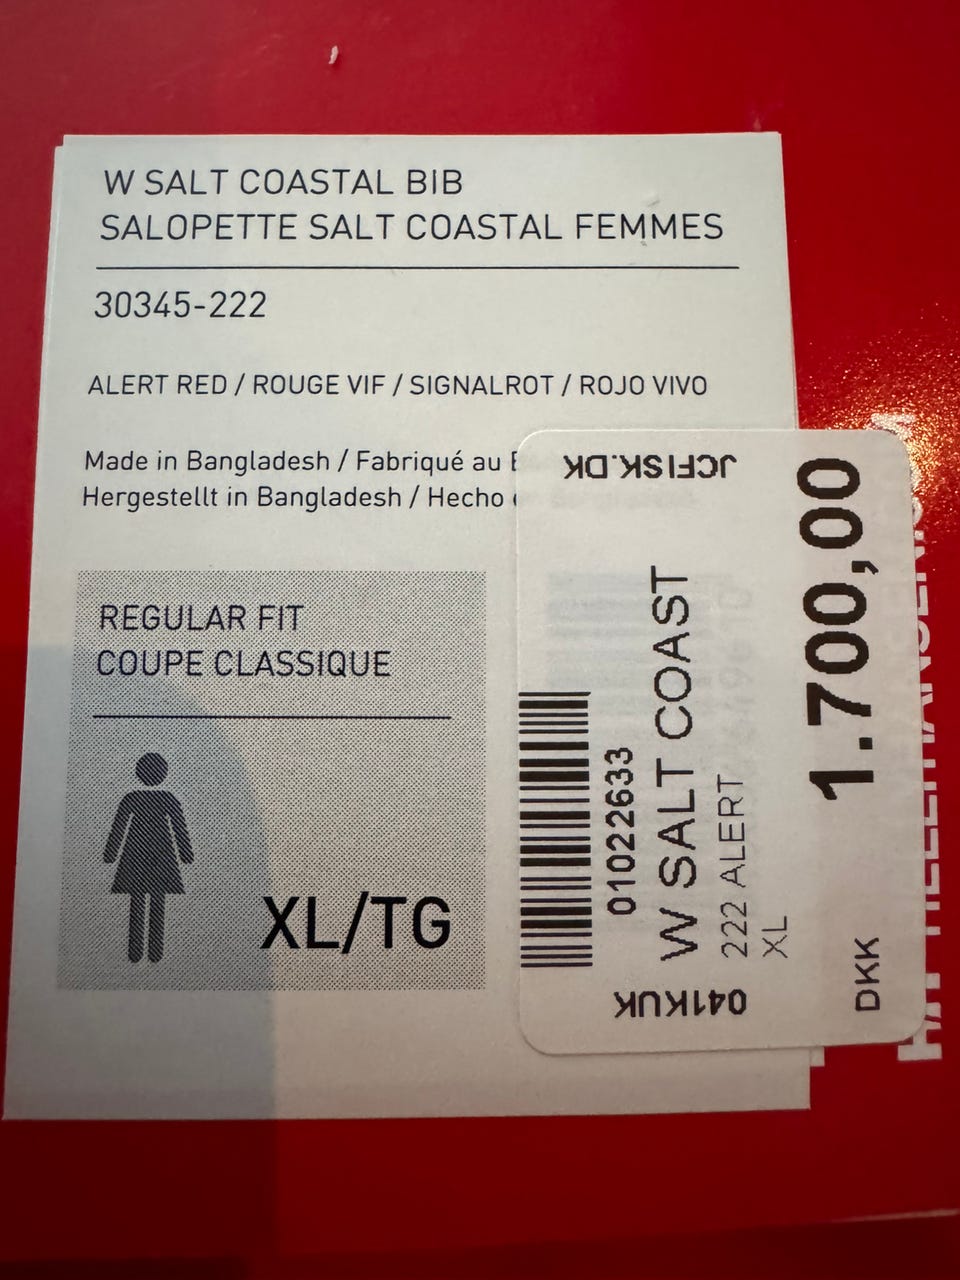 W SALT COASTAL BIB
SALOPETTE SALT COASTAL FEMMES
30345-222
ALERT RED / ROUGE VIF / SIGNALROT / ROJO VIVO
Made in Bangladesh / Fabriqué au
Hergestellt in Bangladesh / Hecho
REGULAR FIT
COUPE CLASSIQUE
XL/TG
JCFISK.DK
01022633
W SALT COAST
222 ALERT
XL
DKK 1.700,00
041KUK